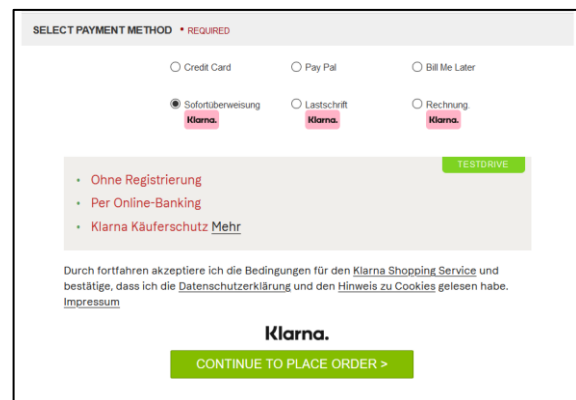 SELECT PAYMENT METHOD • REQUIRED
Credit Card Pay Pal Bill Me Later
Sofortüberweisung Lastschrift Rechnung.
Klarna. Klarna. Klarna.
TESTDRIVE
• Ohne Registrierung
• Per Online-Banking
• Klarna Käuferschutz Mehr
Durch fortfahren akzeptiere ich die Bedingungen für den Klarna Shopping Service und
bestätige, dass ich die Datenschutzerklärung und den Hinweis zu Cookies gelesen habe.
Impressum
Klarna.
CONTINUE TO PLACE ORDER >